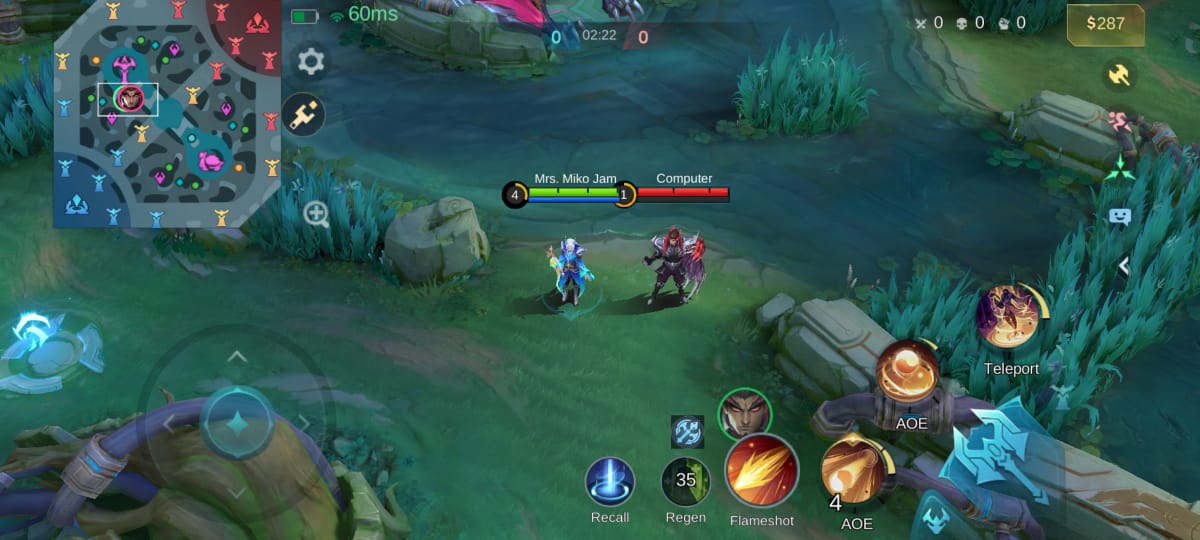 60ms
0 02:22 0
0 0 0
$287
Mrs. Miko Jam Computer
4 1
Teleport
AOE
35
4
Recall Regen Flameshot AOE